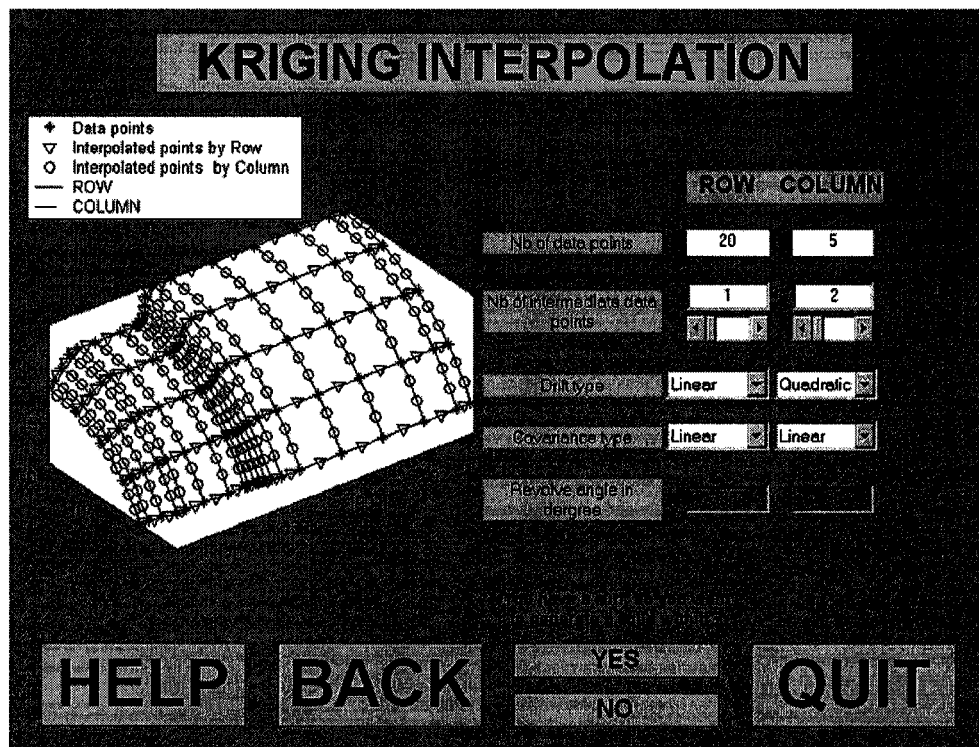 KRIGING INTERPOLATION
Data points
Interpolated points by Row
Interpolated points by Column
ROW
COLUMN
ROW COLUMN
Nb of data points 20 5
Nb of intermediate data points 1 2
Drift type Linear Quadratic
Covariance type Linear Linear
Revolve angle in dergree
HELP BACK YES NO QUIT